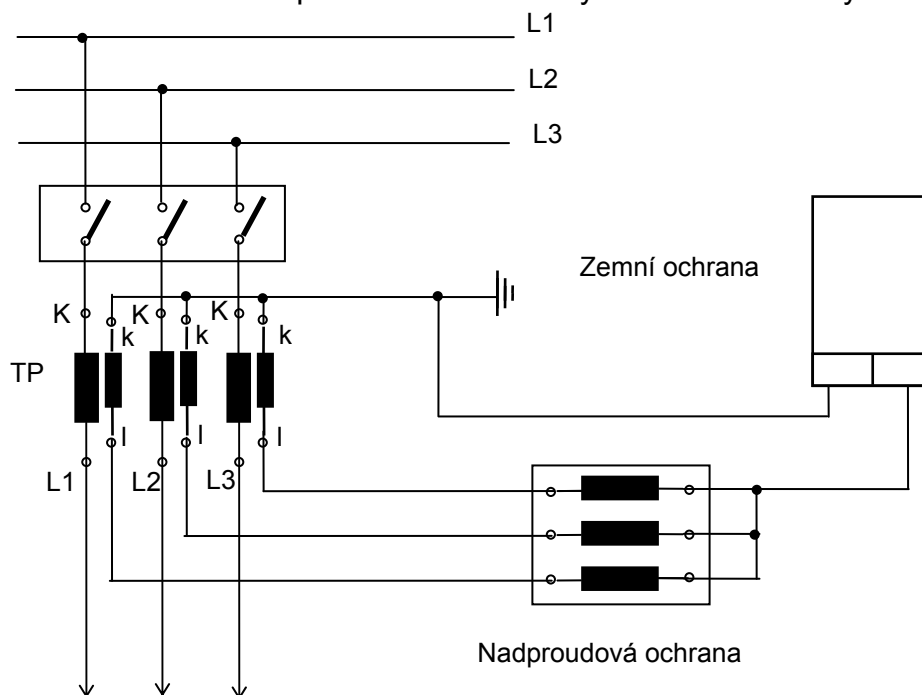 L1
L2
L3
Zemní ochrana
K K K
k k k
TP
l l l
L1 L2 L3
Nadproudová ochrana